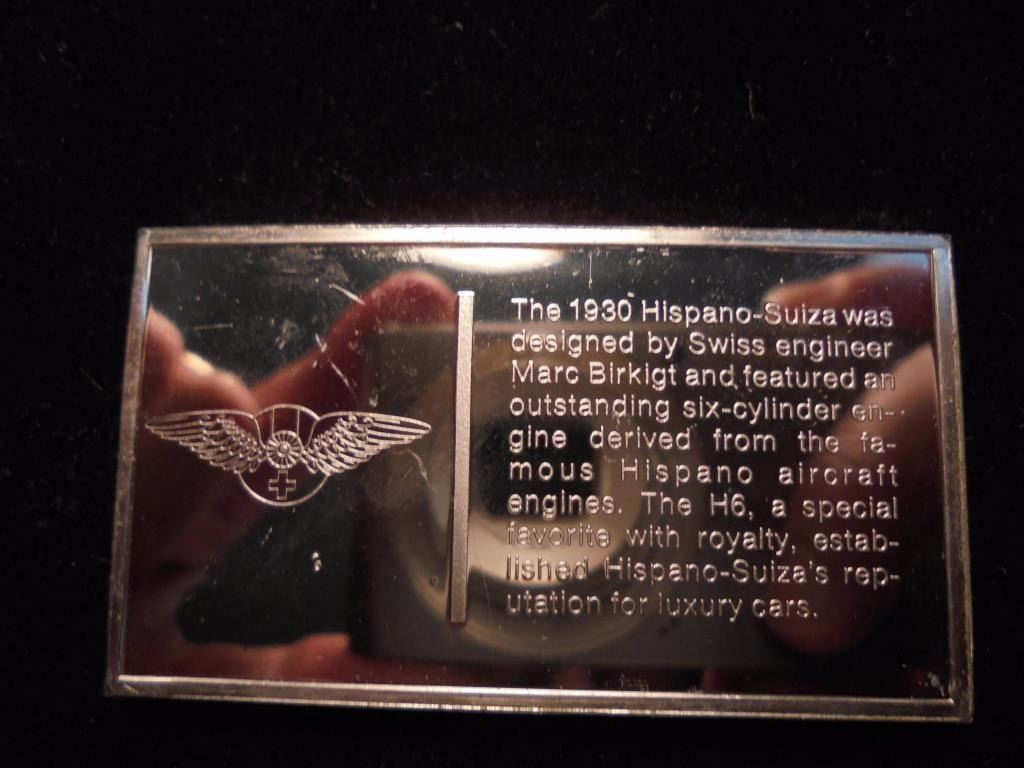 The 1930 Hispano-Suiza was
designed by Swiss engineer
Marc Birkigt and featured an
outstanding six-cylinder en-
gine derived from the fa-
mous Hispano aircraft
engines. The H6, a special
favorite with royalty, estab-
lished Hispano-Suiza's rep-
utation for luxury cars.